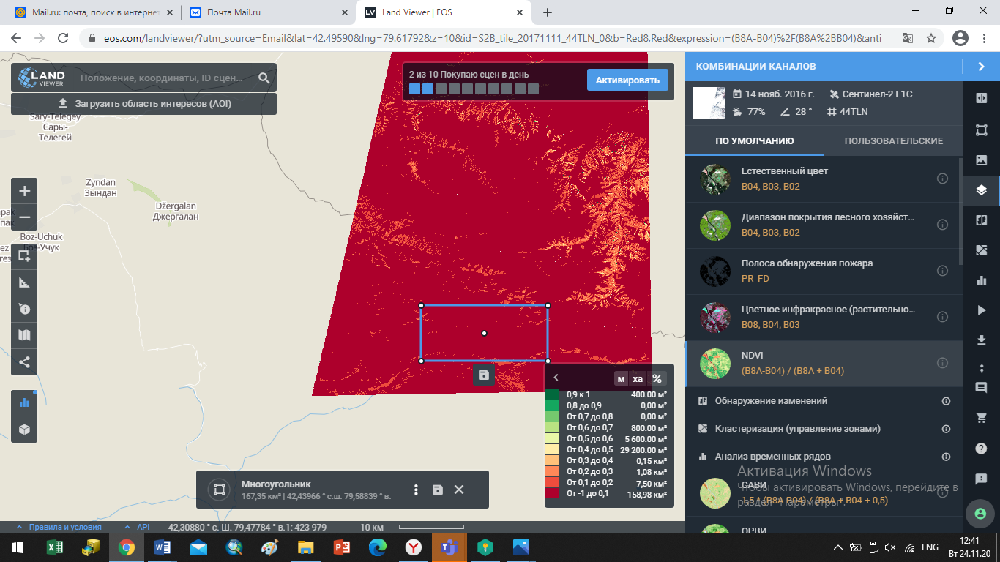 Mail.ru: почта, поиск в интернет
Почта Mail.ru
Land Viewer | EOS
eos.com/landviewer/?utm_source=Email&lat=42.49590&lng=79.61792&z=10&id=S2B_tile_20171111_44TLN_0&b=Red8,Red&expression=(B8A-B04)%2F(B8A%2BB04)&anti
LAND VIEWER
Положение, координаты, ID сцен...
Загрузить область интересов (AOI)
2 из 10 Покупаю сцен в день
Активировать
Sary-Telegey
Сары-
Телегей
Zyndan
Зындан
Džergalan
Джергалан
Boz-Uchuk
Боз-Учук
м ха %
0,9 к 1 400.00 м²
0,8 до 0,9 0,00 м²
От 0,7 до 0,8 0,00 м²
От 0,6 до 0,7 800.00 м²
От 0,5 до 0,6 5 600.00 м²
От 0,4 до 0,5 29 200.00 м²
От 0,3 до 0,4 0,15 км²
От 0,2 до 0,3 1,08 км²
От 0,1 до 0,2 7,50 км²
От -1 до 0,1 158,98 км²
Многоугольник
167,35 км² | 42,43966 ° с.ш. 79,58839 ° в.
Правила и условия
API
42,30880 ° с. Ш. 79,47784 ° в.1: 423 979
10 км
КОМБИНАЦИИ КАНАЛОВ
14 нояб. 2016 г. Сентинел-2 L1C
77% 28 ° 44TLN
ПО УМОЛЧАНИЮ
ПОЛЬЗОВАТЕЛЬСКИЕ
Естественный цвет
B04, B03, B02
Диапазон покрытия лесного хозяйст...
B04, B03, B02
Полоса обнаружения пожара
PR_FD
Цветное инфракрасное (растительно...
B08, B04, B03
NDVI
(B8A-B04) / (B8A + B04)
Обнаружение изменений
Кластеризация (управление зонами)
Анализ временных рядов
Активация Windows
САВИ
Чтобы активировать Windows, перейдите в
1,5 * (B8A-B04) / (B8A + B04 + 0,5)
раздел "Параметры".
ОРВИ
ENG
12:41
Вт 24.11.20